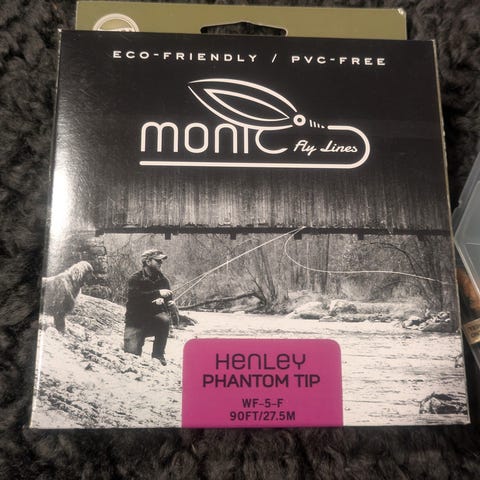 ECO-FRIENDLY / PVC-FREE
monic
Fly Lines
HENLEY
PHANTOM TIP
WF-5-F
90FT/27.5M